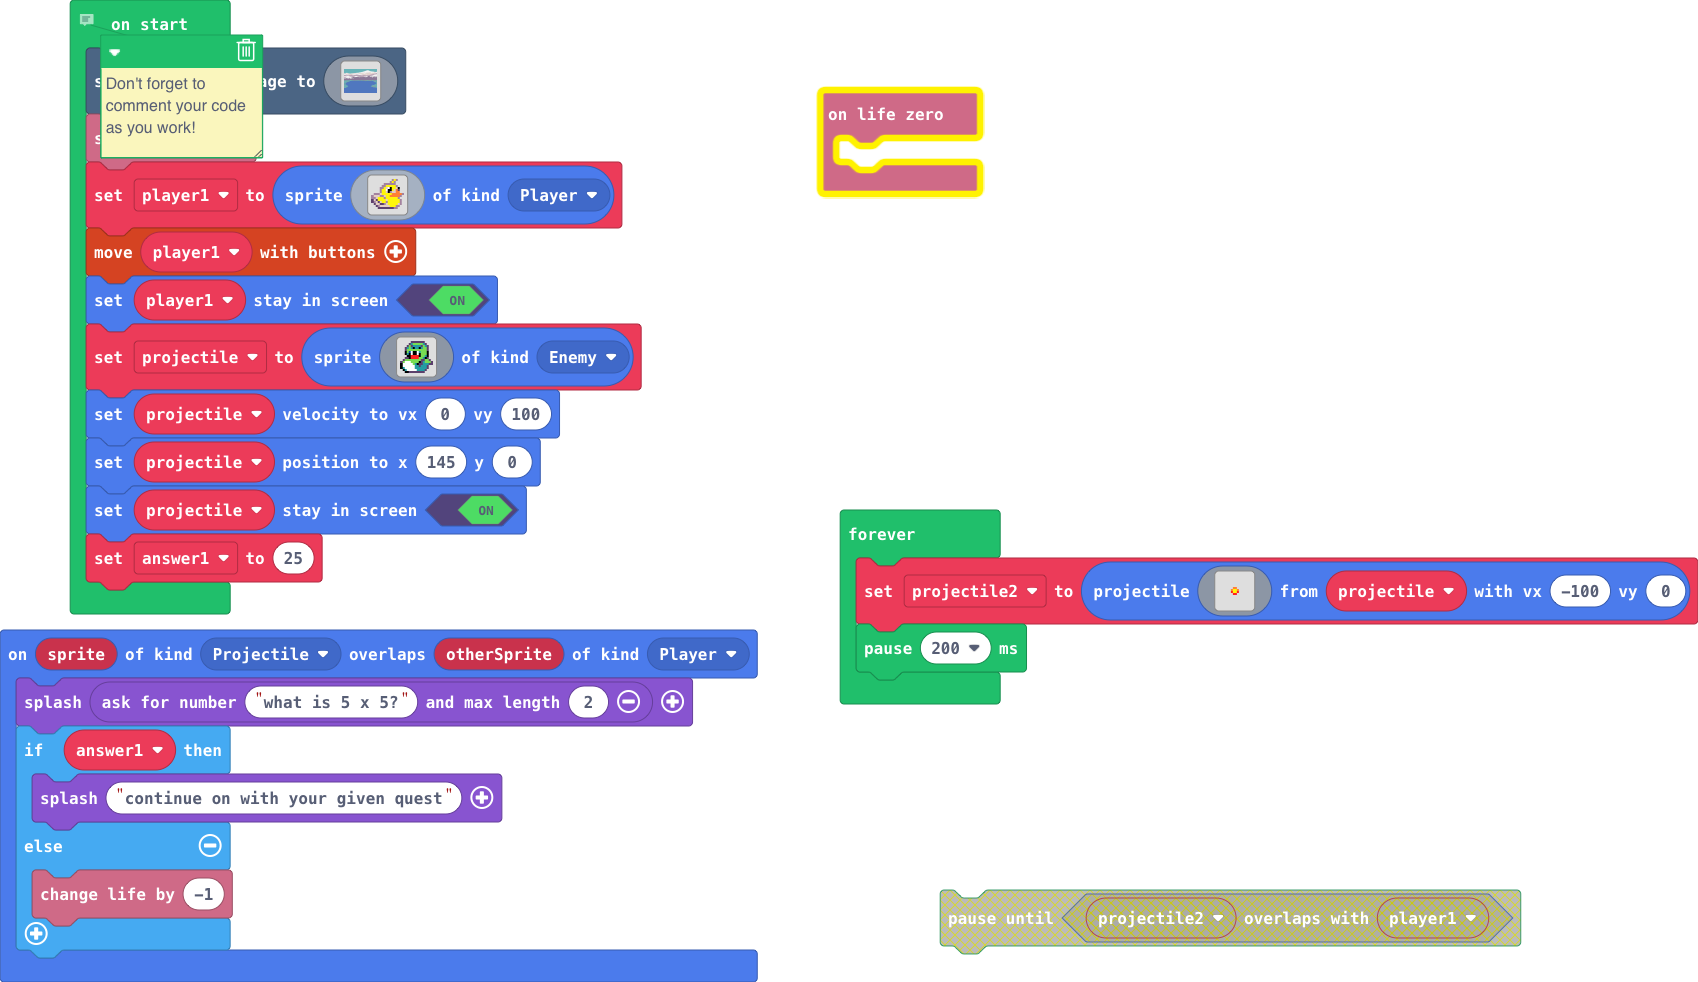 on start
Don't forget to
comment your code
as you work!
s age to
s
set player1 to sprite of kind Player
move player1 with buttons
set player1 stay in screen ON
set projectile to sprite of kind Enemy
set projectile velocity to vx 0 vy 100
set projectile position to x 145 y 0
set projectile stay in screen ON
set answer1 to 25
on sprite of kind Projectile overlaps otherSprite of kind Player
splash ask for number "what is 5 x 5?" and max length 2
if answer1 then
splash "continue on with your given quest"
else
change life by -1
on life zero
forever
set projectile2 to projectile from projectile with vx -100 vy 0
pause 200 ms
pause until projectile2 overlaps with player1